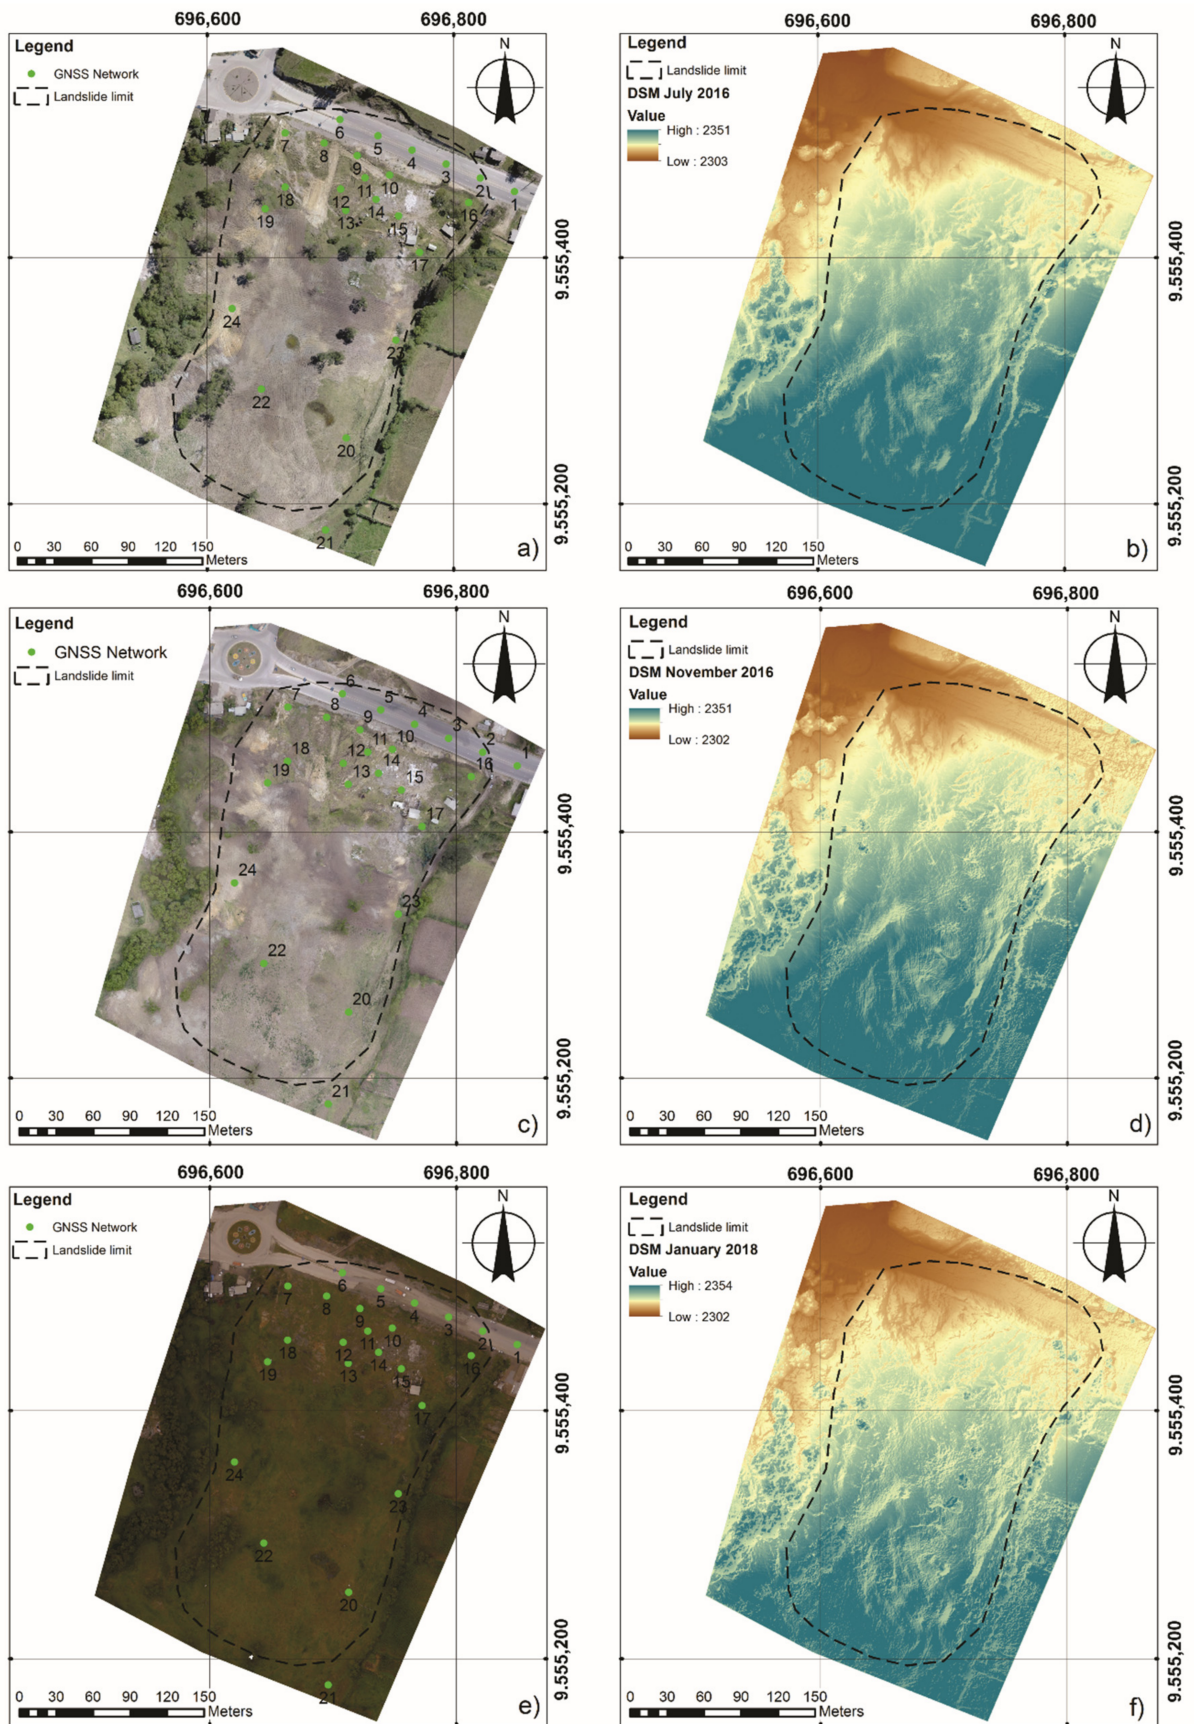 696,600 696,800
Legend
GNSS Network
Landslide limit
N
6
7
8
5
4
9
3
2
1
11
10
12
18
14
16
19
13
15
17
9.555,400
24
23
22
20
9.555,200
21
0 30 60 90 120 150
Meters
a)
696,600 696,800
Legend
Landslide limit
DSM July 2016
Value
High : 2351
Low : 2303
N
9.555,400
9.555,200
0 30 60 90 120 150
Meters
b)
696,600 696,800
Legend
GNSS Network
Landslide limit
N
6
7
5
8
9
4
3
2
1
11
10
18
12
14
16
19
13
15
17
9.555,400
24
23
22
20
9.555,200
21
0 30 60 90 120 150
Meters
c)
696,600 696,800
Legend
Landslide limit
DSM November 2016
Value
High : 2351
Low : 2302
N
9.555,400
9.555,200
0 30 60 90 120 150
Meters
d)
696,600 696,800
Legend
GNSS Network
Landslide limit
N
6
7
5
8
4
9
3
2
1
11
10
12
18
14
16
19
13
15
17
9.555,400
24
23
22
20
9.555,200
21
0 30 60 90 120 150
Meters
e)
696,600 696,800
Legend
Landslide limit
DSM January 2018
Value
High : 2354
Low : 2302
N
9.555,400
9.555,200
0 30 60 90 120 150
Meters
f)